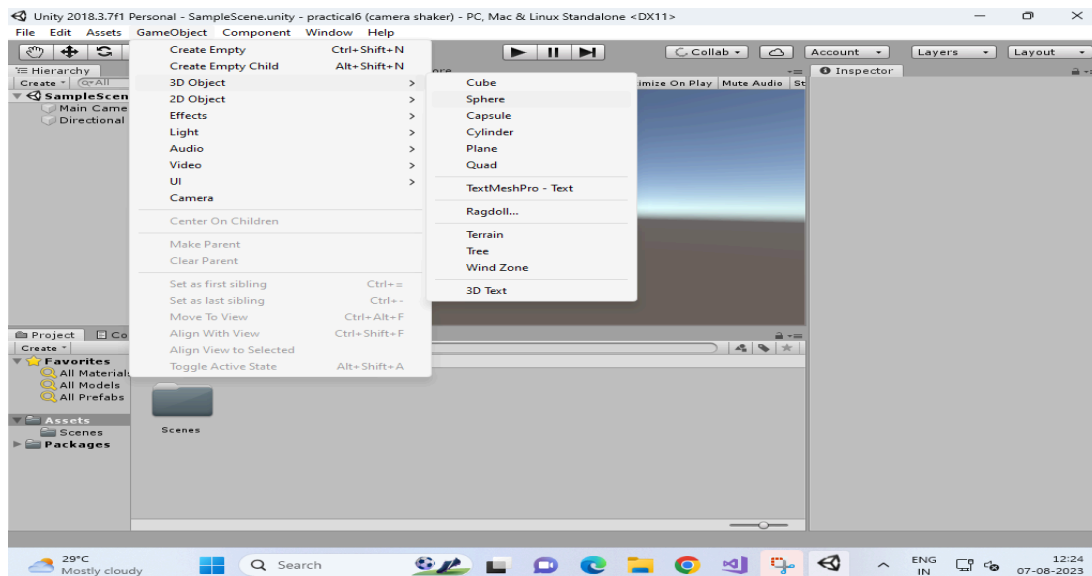 Unity 2018.3.7f1 Personal - SampleScene.unity - practical6 (camera shaker) - PC, Mac & Linux Standalone <DX11>
File Edit Assets GameObject Component Window Help
Collab
Account
Layers
Layout
Hierarchy
Create
All
SampleScen
Main Came
Directional
Create Empty Ctrl+Shift+N
Create Empty Child Alt+Shift+N
3D Object >
2D Object >
Effects >
Light >
Audio >
Video >
UI >
Camera
Center On Children
Make Parent
Clear Parent
Set as first sibling Ctrl+=
Set as last sibling Ctrl+-
Move To View Ctrl+Alt+F
Align With View Ctrl+Shift+F
Align View to Selected
Toggle Active State Alt+Shift+A
Cube
Sphere
Capsule
Cylinder
Plane
Quad
TextMeshPro - Text
Ragdoll...
Terrain
Tree
Wind Zone
3D Text
imize On Play Mute Audio St
Inspector
Project Co
Create
Favorites
All Material
All Models
All Prefabs
Assets
Scenes
Packages
Scenes
29°C
Mostly cloudy
Search
ENG
IN
12:24
07-08-2023